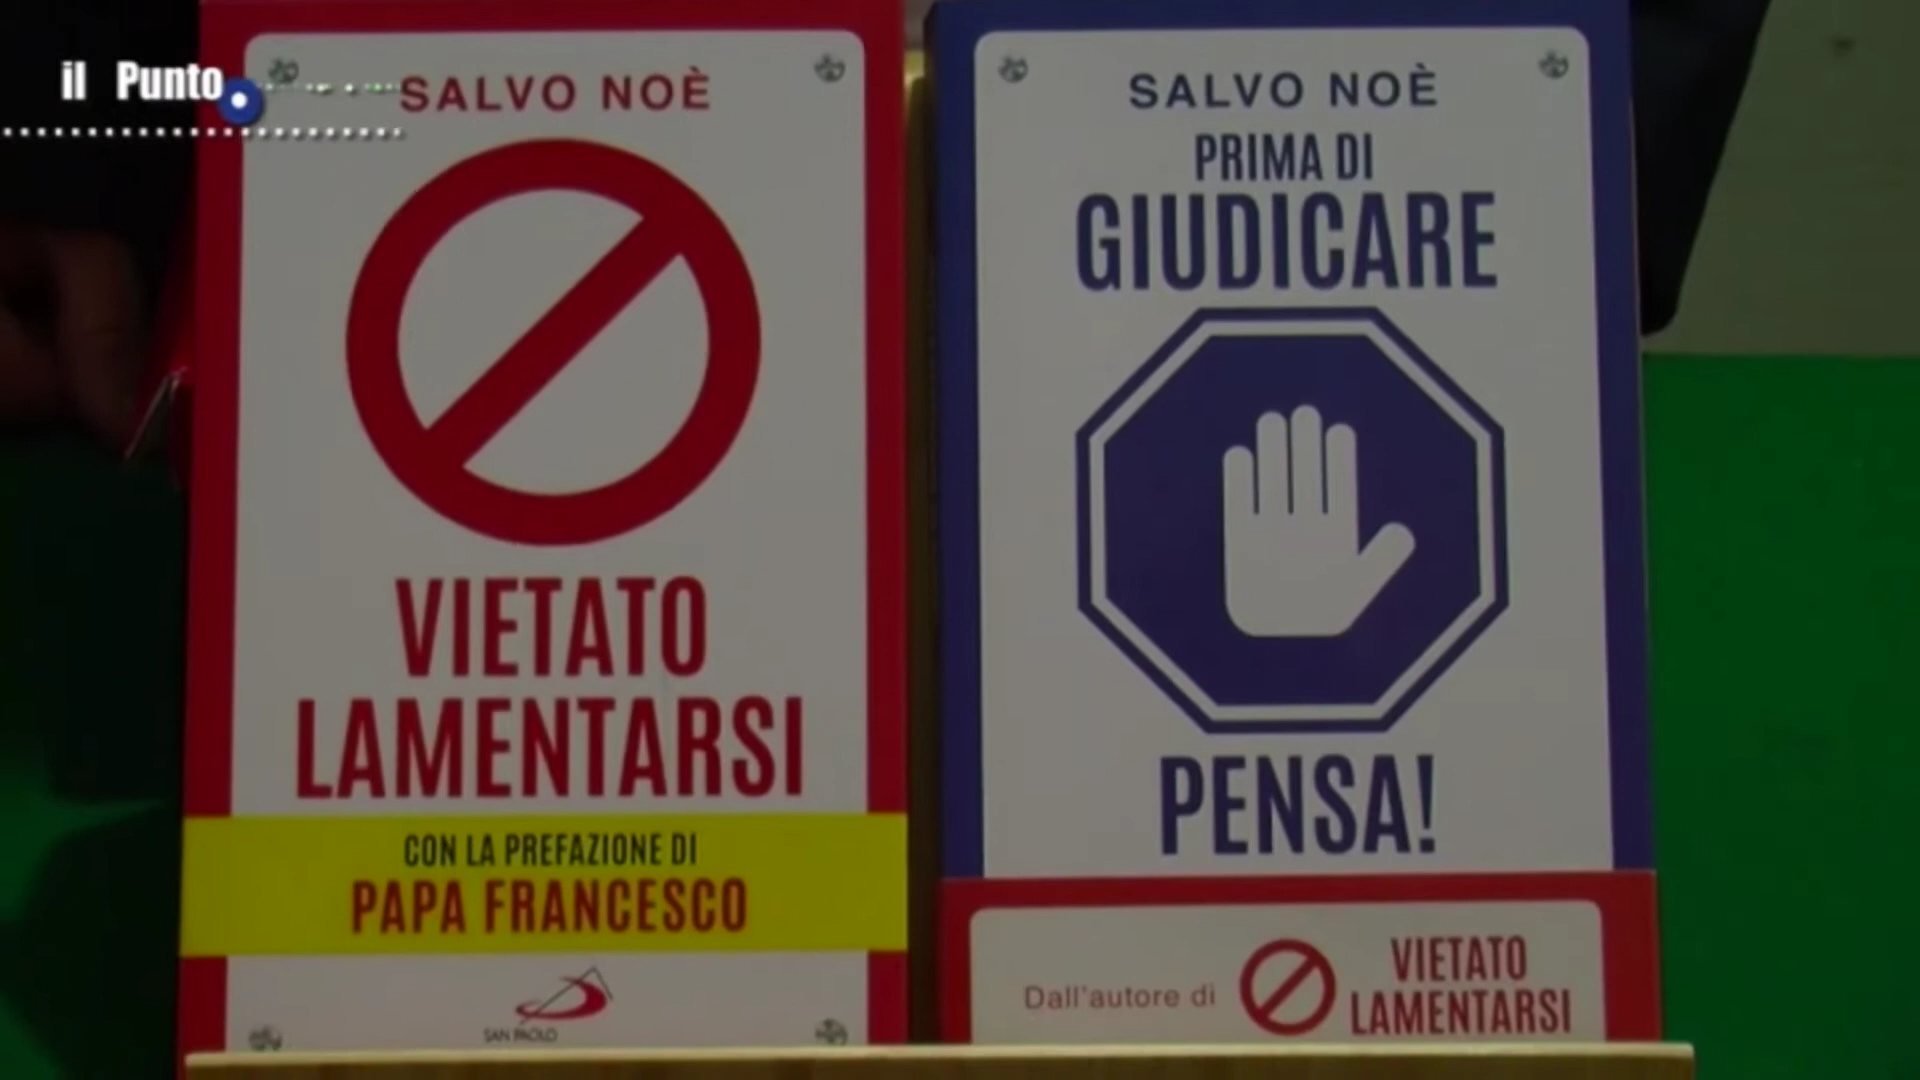 il Punto
SALVO NOÈ
VIETATO
LAMENTARSI
CON LA PREFAZIONE DI
PAPA FRANCESCO
SAN PAOLO
SALVO NOÈ
PRIMA DI
GIUDICARE
PENSA!
Dall'autore di
VIETATO
LAMENTARSI